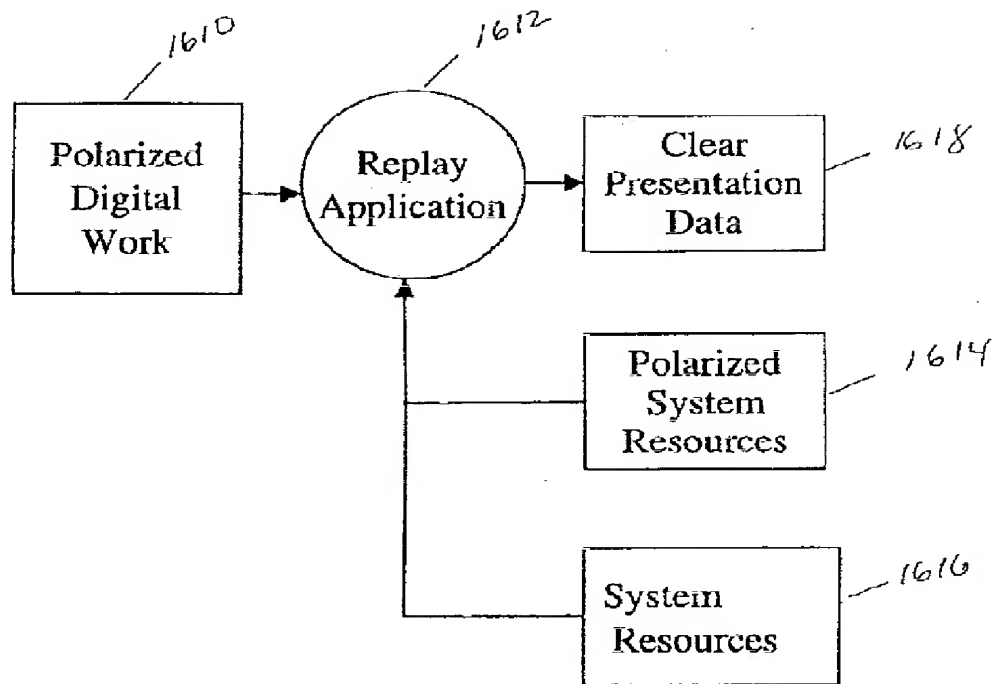 1610
1612
Polarized
Digital
Work
Replay
Application
Clear
Presentation
Data
1618
Polarized
System
Resources
1614
System
Resources
1616